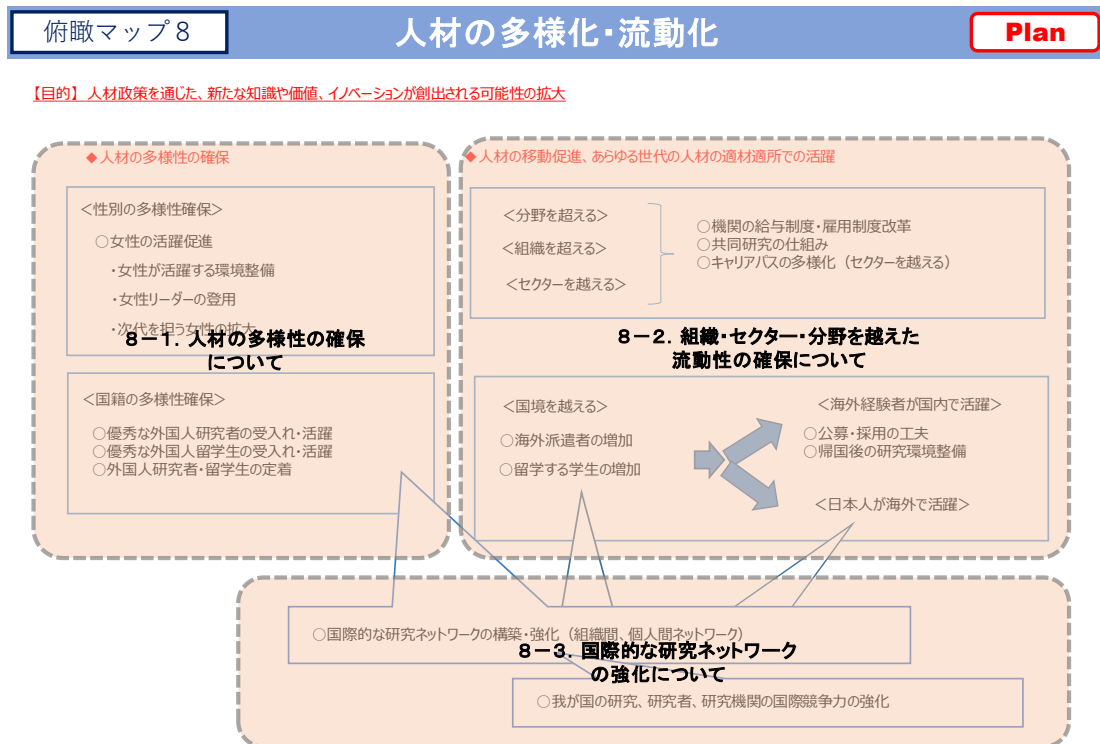 俯瞰マップ８
人材の多様化・流動化
Plan
【目的】 人材政策を通じた、新たな知識や価値、イノベーションが創出される可能性の拡大
◆人材の多様性の確保
＜性別の多様性確保＞
○女性の活躍促進
・女性が活躍する環境整備
・女性リーダーの登用
・次代を担う女性の拡大
８－１．人材の多様性の確保
について
＜国籍の多様性確保＞
○優秀な外国人研究者の受入れ・活躍
○優秀な外国人留学生の受入れ・活躍
○外国人研究者・留学生の定着
◆人材の移動促進、あらゆる世代の人材の適材適所での活躍
＜分野を超える＞
＜組織を超える＞
＜セクターを越える＞
○機関の給与制度・雇用制度改革
○共同研究の仕組み
○キャリアパスの多様化（セクターを越える）
８－２．組織・セクター・分野を越えた
流動性の確保について
＜国境を越える＞
○海外派遣者の増加
○留学する学生の増加
＜海外経験者が国内で活躍＞
○公募・採用の工夫
○帰国後の研究環境整備
＜日本人が海外で活躍＞
○国際的な研究ネットワークの構築・強化（組織間、個人間ネットワーク）
８－３．国際的な研究ネットワーク
の強化について
○我が国の研究、研究者、研究機関の国際競争力の強化